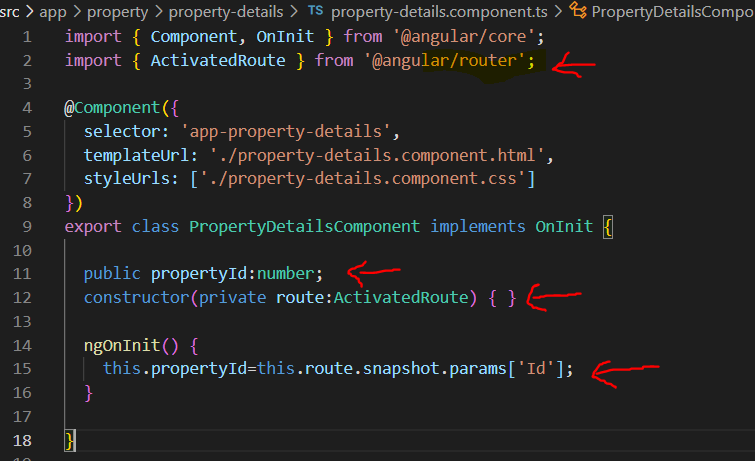 src > app > property > property-details > TS property-details.component.ts > PropertyDetailsCompo
1 import { Component, OnInit } from '@angular/core';
2 import { ActivatedRoute } from '@angular/router';
3
4 @Component({
5 selector: 'app-property-details',
6 templateUrl: './property-details.component.html',
7 styleUrls: ['./property-details.component.css']
8 })
9 export class PropertyDetailsComponent implements OnInit {
10
11 public propertyId:number;
12 constructor(private route:ActivatedRoute) { }
13
14 ngOnInit() {
15 this.propertyId=this.route.snapshot.params['Id'];
16 }
17
18 }